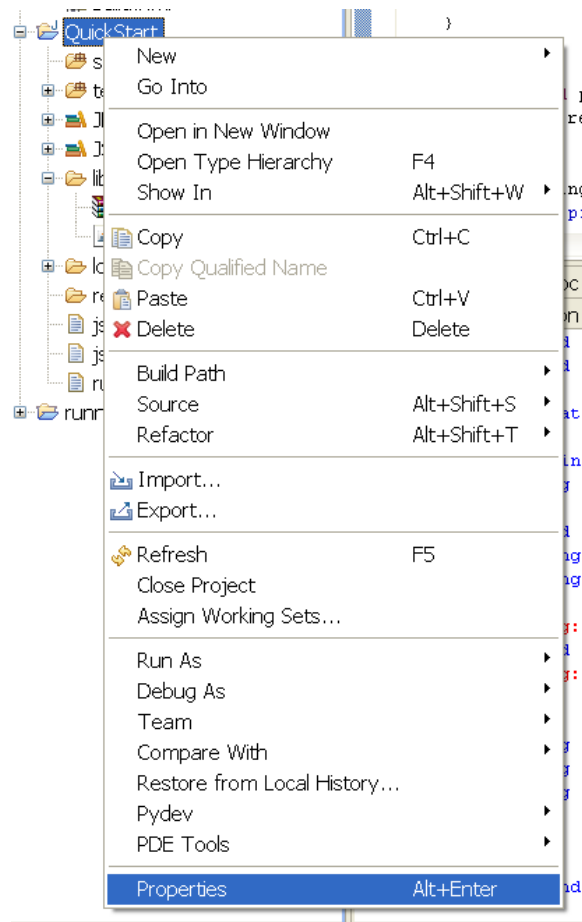 }
QuickStart
New
Go Into
Open in New Window
Open Type Hierarchy F4
Show In Alt+Shift+W
Copy Ctrl+C
Copy Qualified Name
Paste Ctrl+V
Delete Delete
Build Path
Source Alt+Shift+S
Refactor Alt+Shift+T
Import...
Export...
Refresh F5
Close Project
Assign Working Sets...
Run As
Debug As
Team
Compare With
Restore from Local History...
Pydev
PDE Tools
Properties Alt+Enter